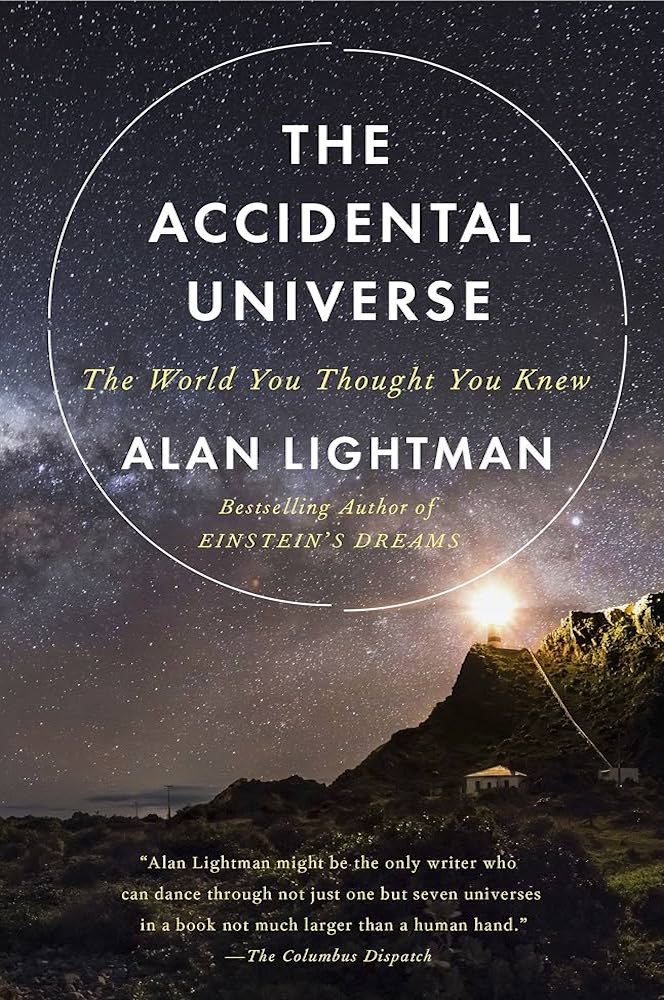 THE
ACCIDENTAL
UNIVERSE
The World You Thought You Knew
ALAN LIGHTMAN
Bestselling Author of
EINSTEIN’S DREAMS
“Alan Lightman might be the only writer who
can dance through not just one but seven universes
in a book not much larger than a human hand.”
—The Columbus Dispatch